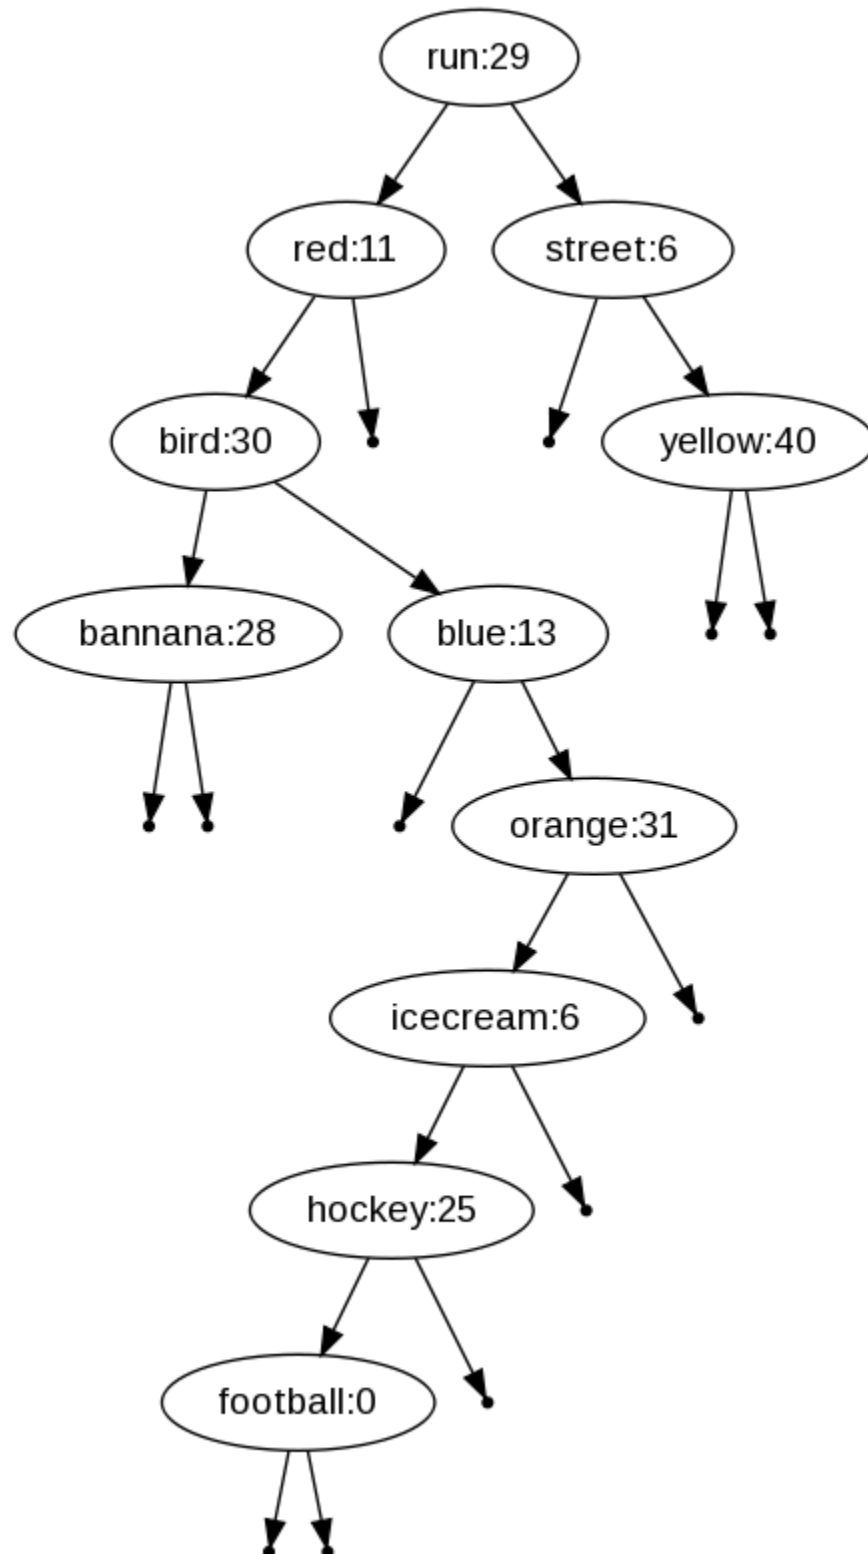 run:29
red:11
street:6
bird:30
yellow:40
bannana:28
blue:13
orange:31
icecream:6
hockey:25
football:0